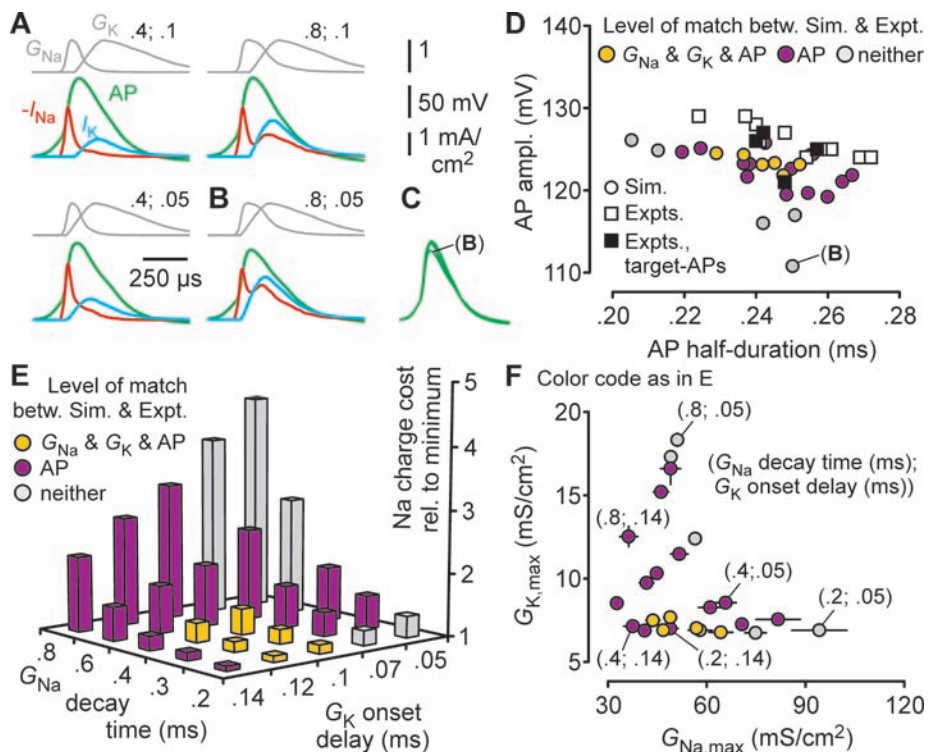 A
G_K
.4; .1
.8; .1
G_Na
1
AP
-I_Na
I_K
50 mV
1 mA/
cm²
.4; .05
B
.8; .05
C
250 µs
(B)
D
Level of match betw. Sim. & Expt.
G_Na & G_K & AP
AP
neither
AP ampl. (mV)
130
120
110
Sim.
Expts.
Expts.,
target-APs
(B)
.20
.22
.24
.26
.28
AP half-duration (ms)
E
Level of match
betw. Sim. & Expt.
G_Na & G_K & AP
AP
neither
Na charge cost
rel. to minimum
5
4
3
2
1
.8
.6
.4
.3
.2
G_Na
decay
time (ms)
.14
.12
.1
.07
.05
G_K onset
delay (ms)
F
Color code as in E
G_K,max (mS/cm²)
20
15
10
5
(.8; .05)
(G_Na decay time (ms);
G_K onset delay (ms))
(.8; .14)
(.4;.05)
(.2; .05)
(.4; .14)
(.2; .14)
30
60
90
120
G_Na,max (mS/cm²)